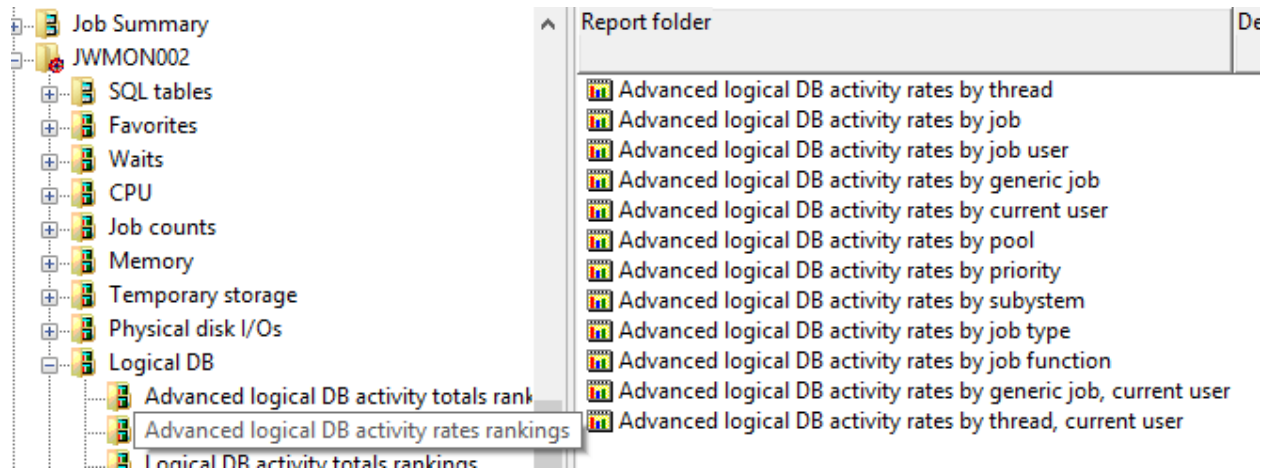 Job Summary
JWMON002
SQL tables
Favorites
Waits
CPU
Job counts
Memory
Temporary storage
Physical disk I/Os
Logical DB
Advanced logical DB activity totals rank
Advanced logical DB activity rates rankings
Logical DB activity totals rankings
Report folder
De
Advanced logical DB activity rates by thread
Advanced logical DB activity rates by job
Advanced logical DB activity rates by job user
Advanced logical DB activity rates by generic job
Advanced logical DB activity rates by current user
Advanced logical DB activity rates by pool
Advanced logical DB activity rates by priority
Advanced logical DB activity rates by subystem
Advanced logical DB activity rates by job type
Advanced logical DB activity rates by job function
Advanced logical DB activity rates by generic job, current user
Advanced logical DB activity rates by thread, current user